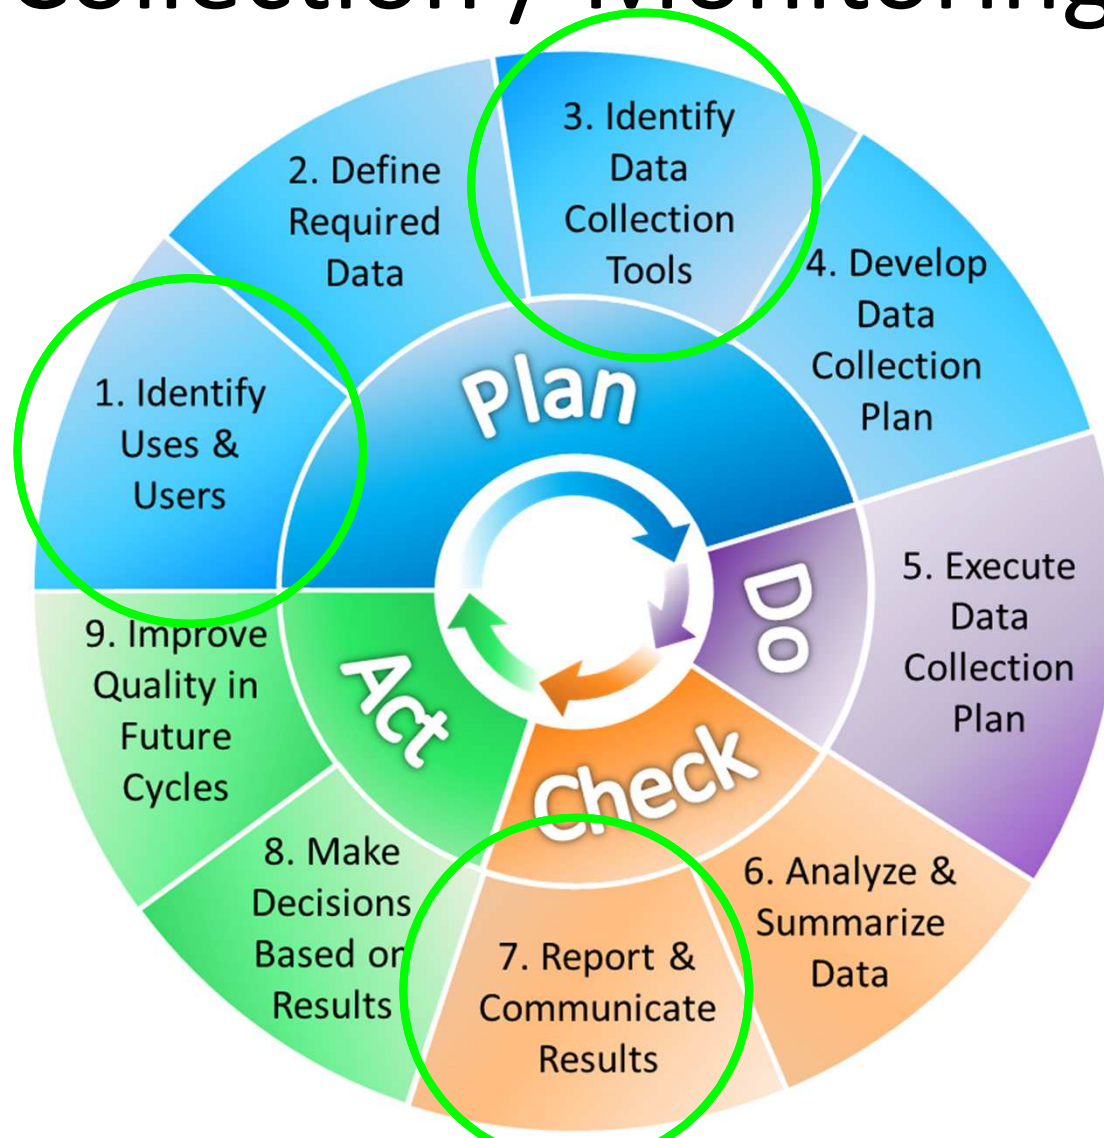 Collection / Monitoring
1. Identify
Uses &
Users
2. Define
Required
Data
3. Identify
Data
Collection
Tools
4. Develop
Data
Collection
Plan
5. Execute
Data
Collection
Plan
6. Analyze &
Summarize
Data
7. Report &
Communicate
Results
8. Make
Decisions
Based on
Results
9. Improve
Quality in
Future
Cycles
Plan
Do
Check
Act